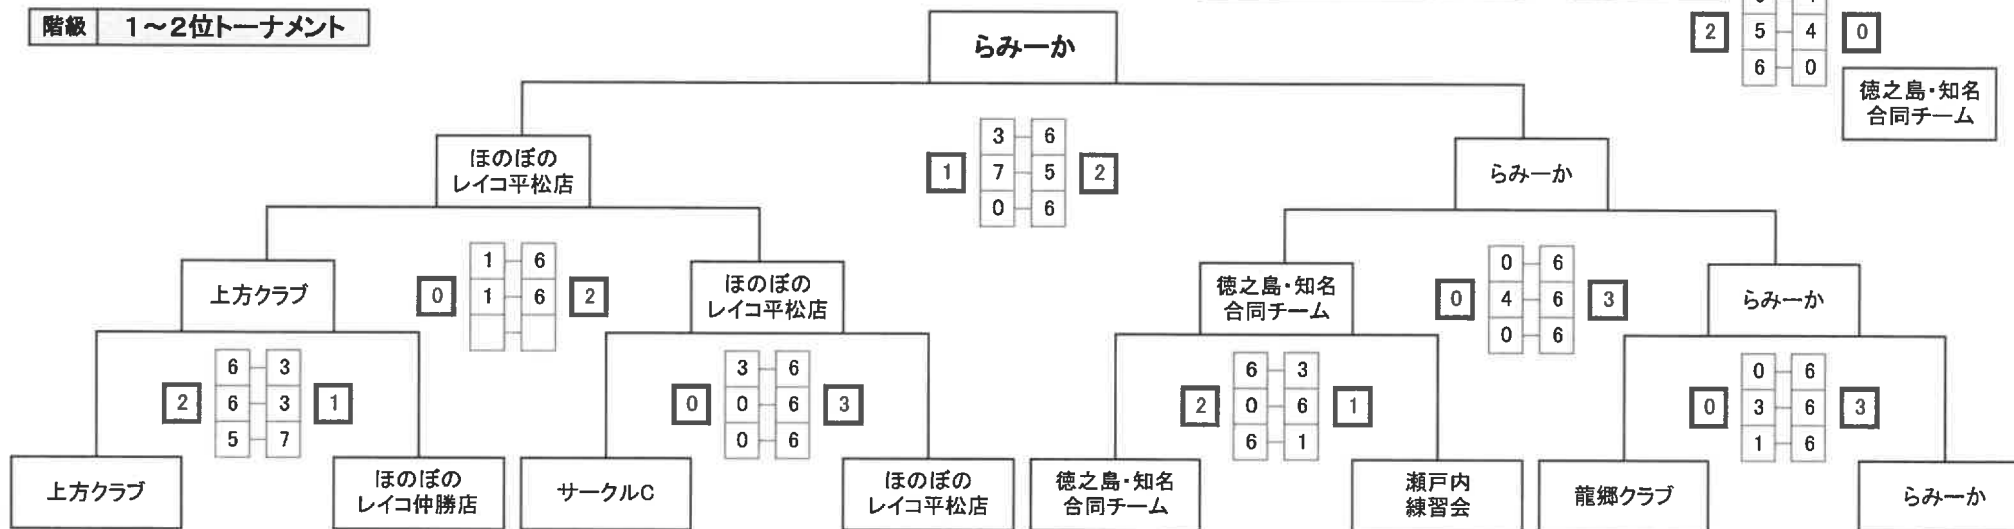 階級 1～2位トーナメント
らみーか
2 5 4 0
6 0
徳之島・知名
合同チーム
ほのぼの
レイコ平松店
1
3 6
7 5
0 6
2
らみーか
上方クラブ
0
1 6
1 6
2
ほのぼの
レイコ平松店
徳之島・知名
合同チーム
0
0 6
4 6
0 6
3
らみーか
2
6 3
6 3
5 7
1
0
3 6
0 6
0 6
3
2
6 3
0 6
6 1
1
0
0 6
3 6
1 6
3
上方クラブ
ほのぼの
レイコ仲勝店
サークルC
ほのぼの
レイコ平松店
徳之島・知名
合同チーム
瀬戸内
練習会
龍郷クラブ
らみーか